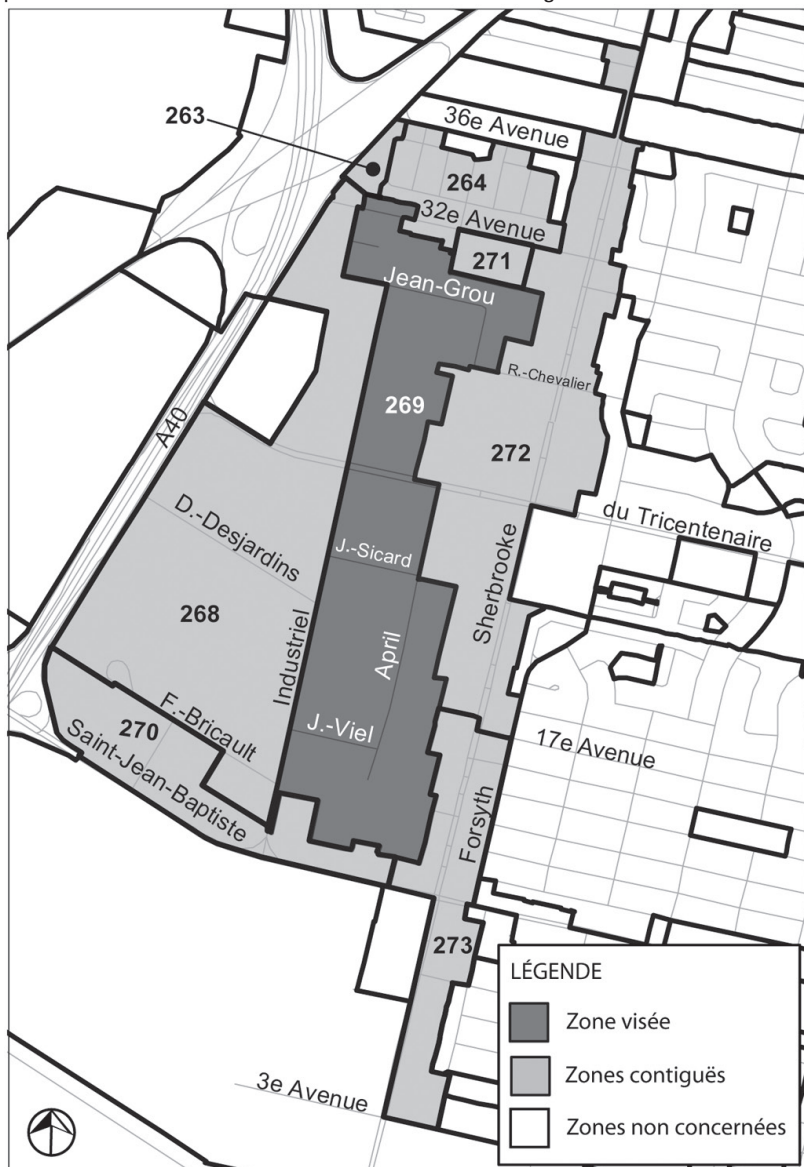 263
36e Avenue
264
32e Avenue
271
Jean-Grou
R.-Chevalier
269
272
A40
D.-Desjardins
du Tricentenaire
J.-Sicard
Sherbrooke
268
Industriel
April
270
F.-Bricault
J.-Viel
17e Avenue
Saint-Jean-Baptiste
Forsyth
273
3e Avenue
LÉGENDE
Zone visée
Zones contiguës
Zones non concernées